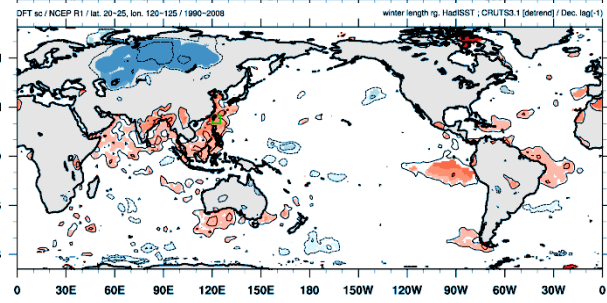 DFT sc / NCEP R1 / lat. 20-25, lon. 120-125 / 1990-2008 winter length rg. HadISST ; CRUTS3.1 [detrend] / Dec. lag(-1)
0 30E 60E 90E 120E 150E 180 150W 120W 90W 60W 30W 0